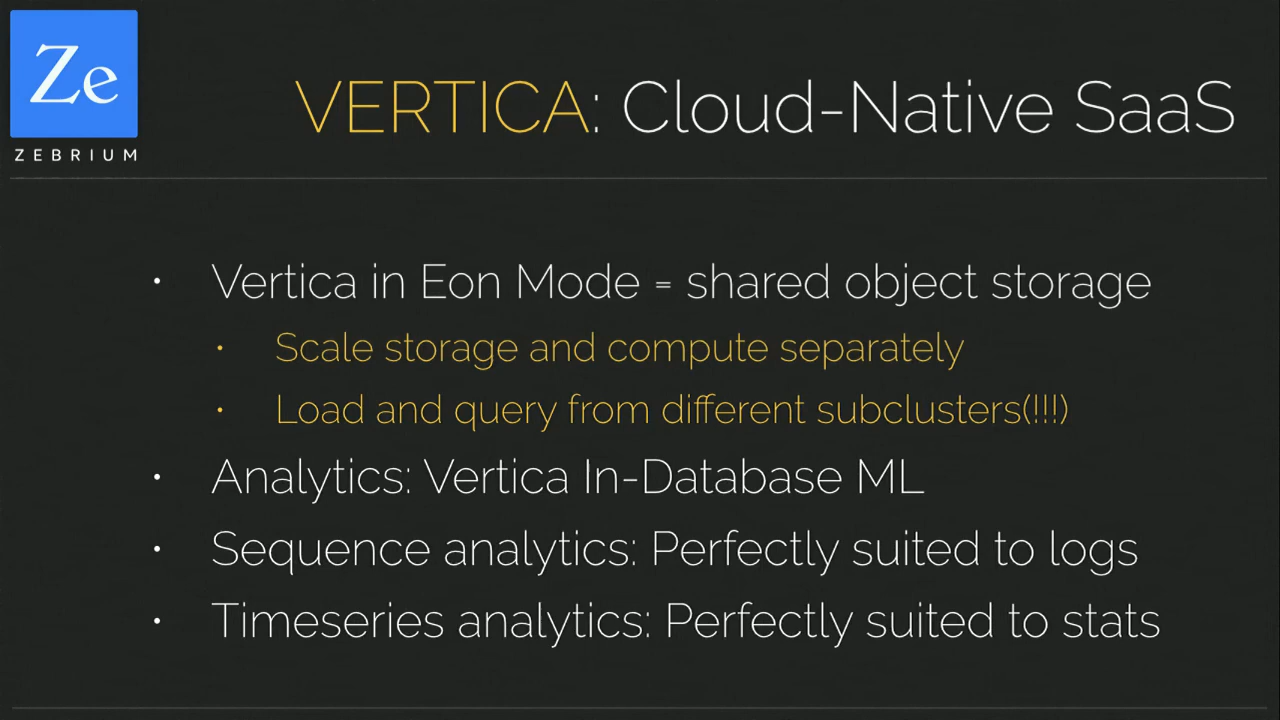 Ze
ZEBRIUM
VERTICA: Cloud-Native SaaS
• Vertica in Eon Mode = shared object storage
• Scale storage and compute separately
• Load and query from different subclusters(!!!)
• Analytics: Vertica In-Database ML
• Sequence analytics: Perfectly suited to logs
• Timeseries analytics: Perfectly suited to stats